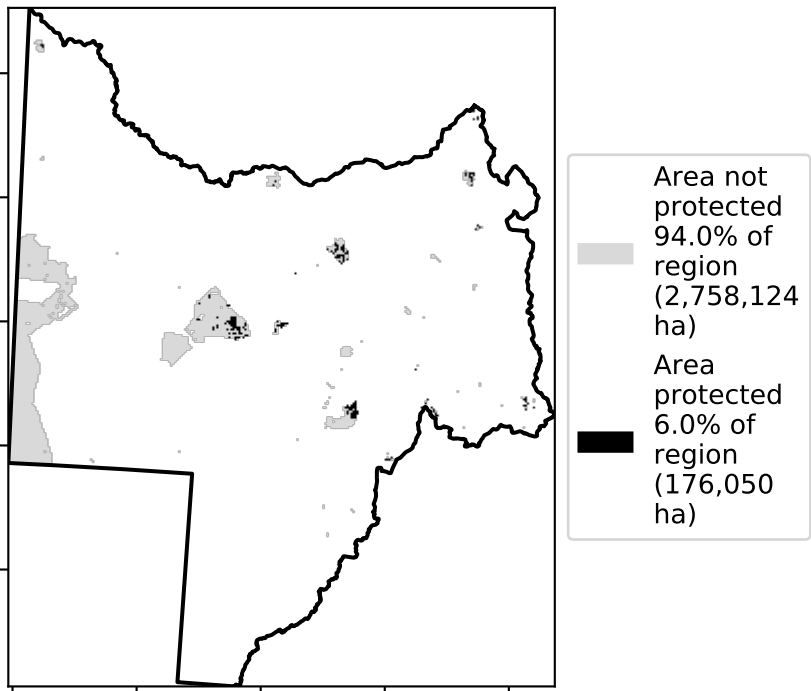 Area not
protected
94.0% of
region
(2,758,124
ha)
Area
protected
6.0% of
region
(176,050
ha)